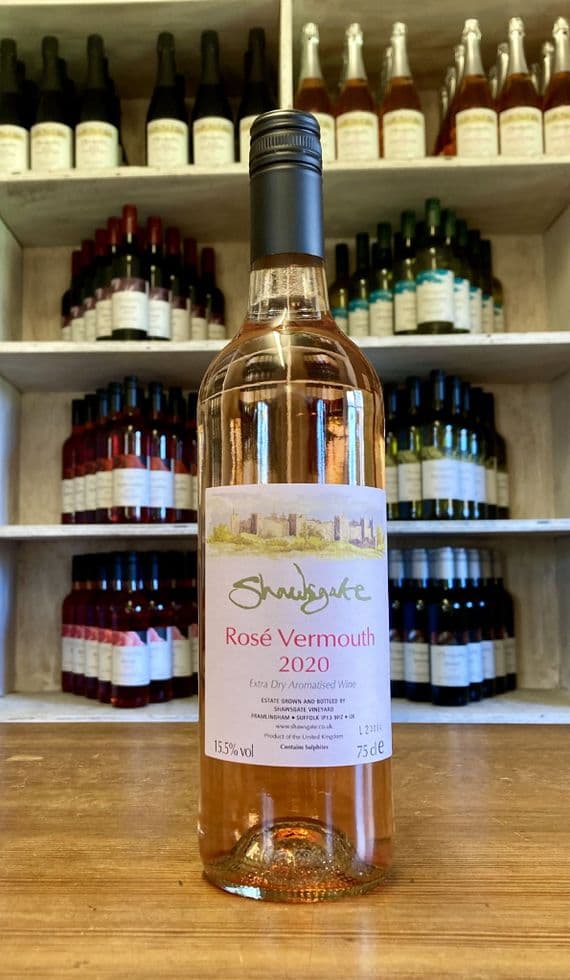 Shawsgate
Rosé Vermouth
2020
Extra Dry Aromatised Wine
ESTATE GROWN AND BOTTLED BY
SHAWSGATE VINEYARD
FRAMLINGHAM • SUFFOLK IP13 9HZ • UK
www.shawsgate.co.uk
Product of the United Kingdom
15.5% vol
Contains Sulphites
75 cl e